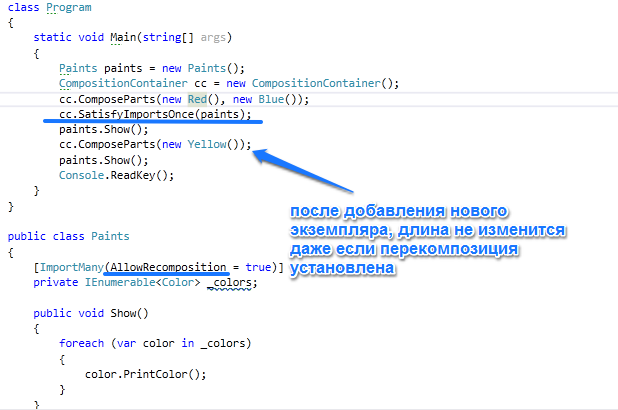 class Program
{
static void Main(string[] args)
{
Paints paints = new Paints();
CompositionContainer cc = new CompositionContainer();
cc.ComposeParts(new Red(), new Blue());
cc.SatisfyImportsOnce(paints);
paints.Show();
cc.ComposeParts(new Yellow());
paints.Show();
Console.ReadKey();
}
}
после добавления нового
экземпляра, длина не изменится
даже если перекомпозиция
установлена
public class Paints
{
[ImportMany(AllowRecomposition = true)]
private IEnumerable<Color> _colors;
public void Show()
{
foreach (var color in _colors)
{
color.PrintColor();
}
}